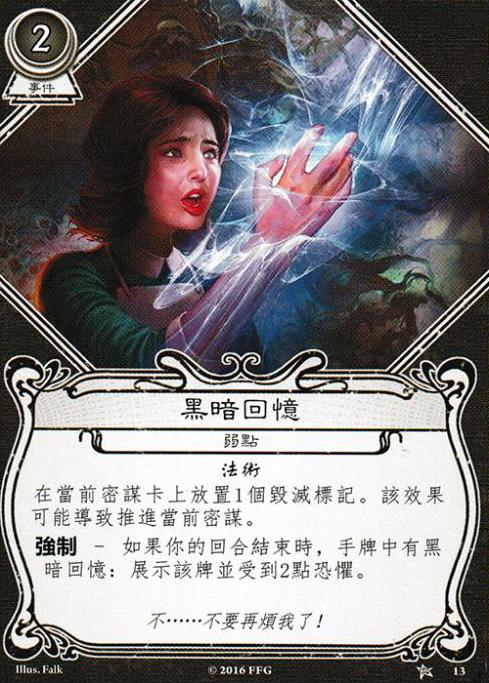 2
事件
黑暗回憶
弱點
法術
在當前密謀卡上放置1個毀滅標記。該效果
可能導致推進當前密謀。
強制 – 如果你的回合結束時，手牌中有黑
暗回憶：展示該牌並受到2點恐懼。
不……不要再煩我了！
Illus. Falk
© 2016 FFG
13